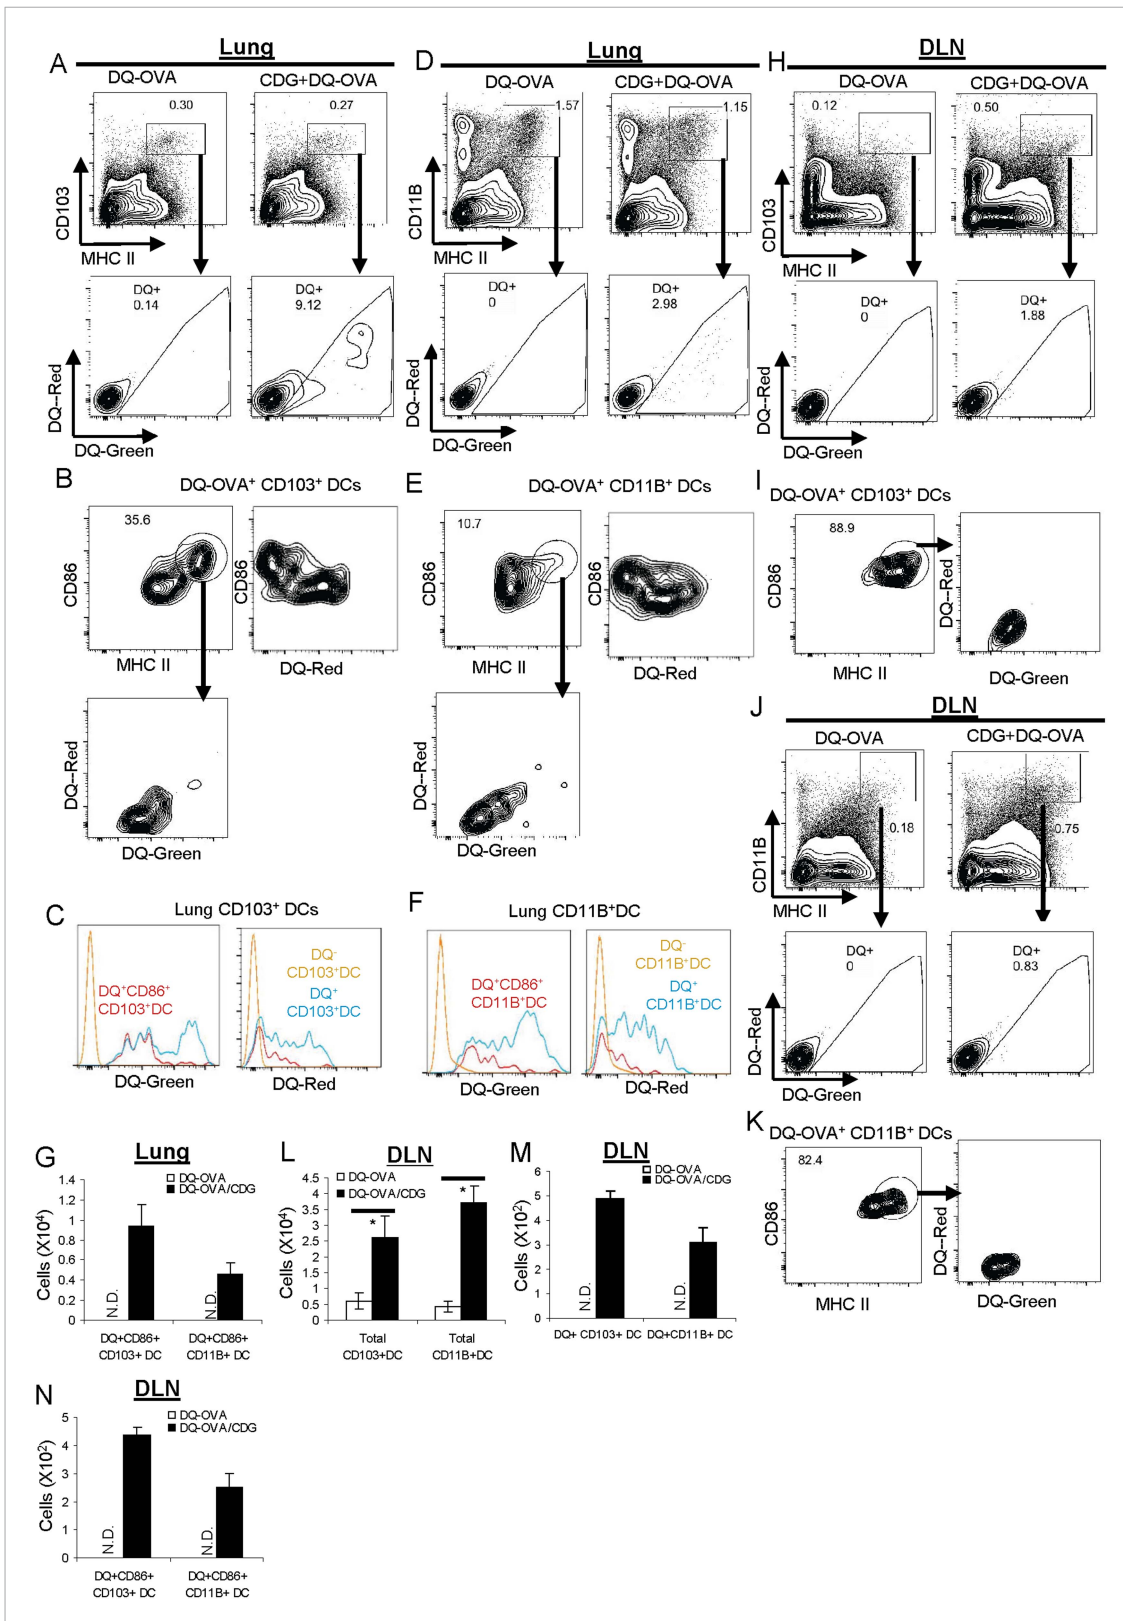 A
Lung
DQ-OVA
CDG+DQ-OVA
0.30
0.27
CD103
MHC II
DQ+
0.14
DQ+
9.12
DQ--Red
DQ-Green
D
Lung
DQ-OVA
CDG+DQ-OVA
1.57
1.15
CD11B
MHC II
DQ+
0
DQ+
2.98
DQ--Red
DQ-Green
H
DLN
DQ-OVA
CDG+DQ-OVA
0.12
0.50
CD103
MHC II
DQ+
0
DQ+
1.88
DQ--Red
DQ-Green
B
DQ-OVA⁺ CD103⁺ DCs
35.6
CD86
MHC II
CD86
DQ-Red
DQ--Red
DQ-Green
E
DQ-OVA⁺ CD11B⁺ DCs
10.7
CD86
MHC II
CD86
DQ-Red
DQ--Red
DQ-Green
I
DQ-OVA⁺ CD103⁺ DCs
88.9
CD86
MHC II
DQ--Red
DQ-Green
J
DLN
DQ-OVA
CDG+DQ-OVA
0.18
0.75
CD11B
MHC II
DQ+
0
DQ+
0.83
DQ--Red
DQ-Green
C
Lung CD103⁺ DCs
DQ⁺CD86⁺
CD103⁺DC
DQ-Green
DQ⁻
CD103⁺DC
DQ⁺
CD103⁺DC
DQ-Red
F
Lung CD11B⁺DC
DQ⁺CD86⁺
CD11B⁺DC
DQ-Green
DQ⁻
CD11B⁺DC
DQ⁺
CD11B⁺DC
DQ-Red
K
DQ-OVA⁺ CD11B⁺ DCs
82.4
CD86
MHC II
DQ--Red
DQ-Green
G
Lung
DQ-OVA
DQ-OVA/CDG
Cells (X10⁴)
1.4
1.2
1
0.8
0.6
0.4
0.2
0
N.D.
N.D.
DQ+CD86+
CD103+ DC
DQ+CD86+
CD11B+ DC
L
DLN
DQ-OVA
DQ-OVA/CDG
Cells (X10⁴)
4.5
4
3.5
3
2.5
2
1.5
1
0.5
0
*
*
Total
CD103+DC
Total
CD11B+DC
M
DLN
DQ-OVA
DQ-OVA/CDG
Cells (X10²)
6
5
4
3
2
1
0
N.D.
N.D.
DQ+ CD103+ DC
DQ+CD11B+ DC
N
DLN
DQ-OVA
DQ-OVA/CDG
Cells (X10²)
5
4
3
2
1
0
N.D.
N.D.
DQ+CD86+
CD103+ DC
DQ+CD86+
CD11B+ DC